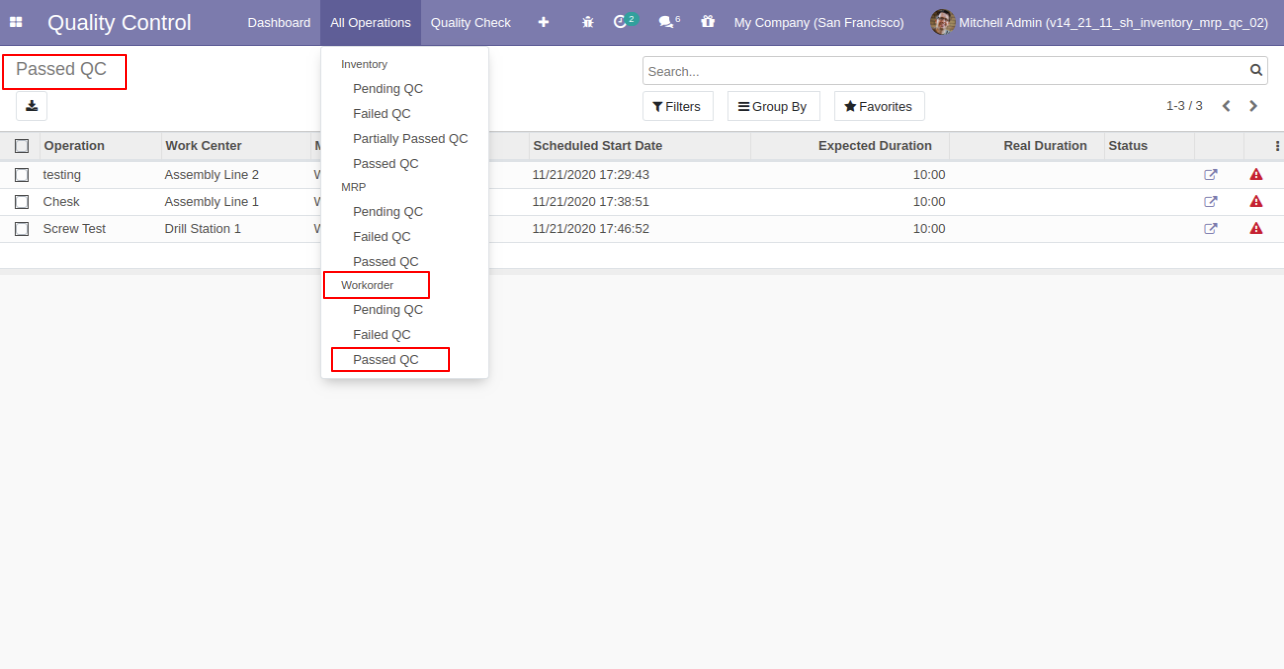 Quality Control Dashboard All Operations Quality Check 2 6 My Company (San Francisco) Mitchell Admin (v14_21_11_sh_inventory_mrp_qc_02)
Passed QC
Search...
Filters Group By Favorites 1-3 / 3
Inventory
Pending QC
Failed QC
Partially Passed QC
Passed QC
MRP
Pending QC
Failed QC
Passed QC
Workorder
Pending QC
Failed QC
Passed QC
Operation Work Center Scheduled Start Date Expected Duration Real Duration Status
testing Assembly Line 2 11/21/2020 17:29:43 10:00
Chesk Assembly Line 1 11/21/2020 17:38:51 10:00
Screw Test Drill Station 1 11/21/2020 17:46:52 10:00